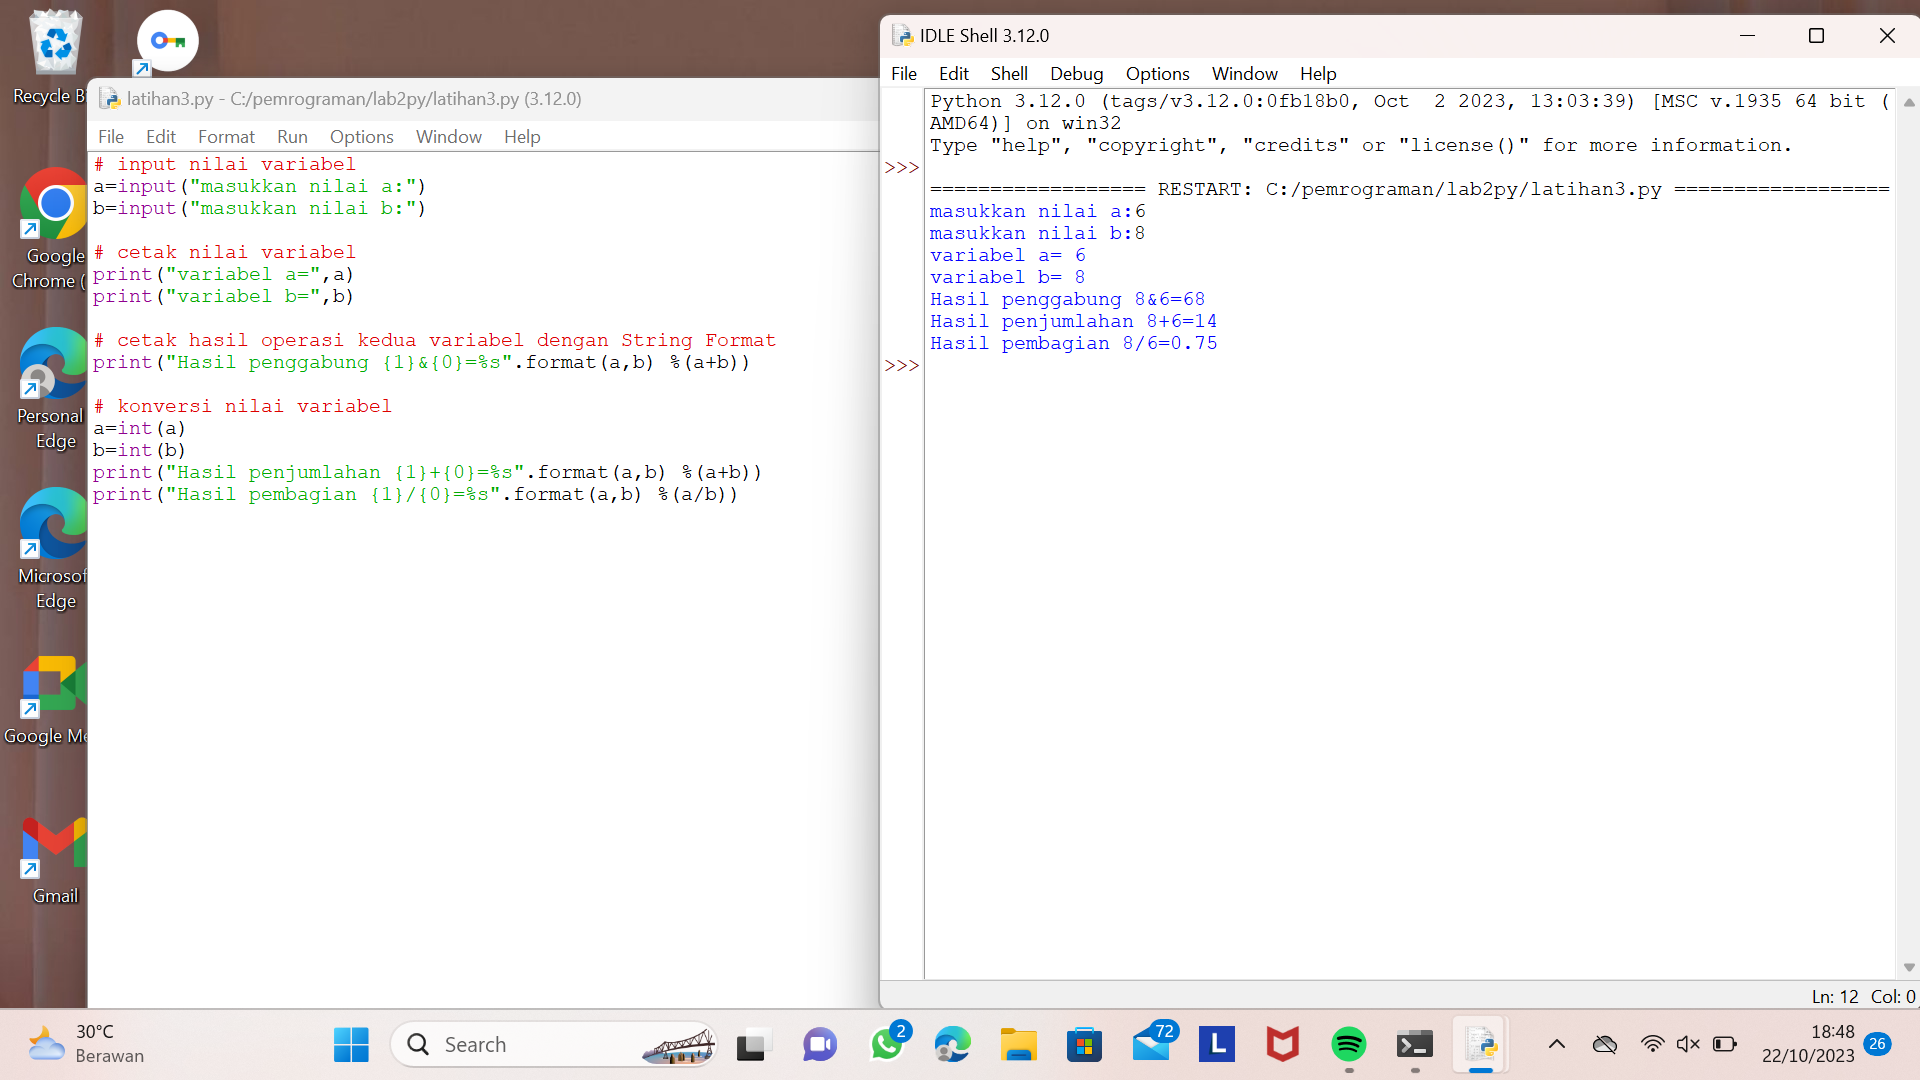 Recycle Bi
Google
Chrome (
Personal
Edge
Microsof
Edge
Google Me
Gmail
latihan3.py - C:/pemrograman/lab2py/latihan3.py (3.12.0)
File Edit Format Run Options Window Help
# input nilai variabel
a=input("masukkan nilai a:")
b=input("masukkan nilai b:")
# cetak nilai variabel
print("variabel a=",a)
print("variabel b=",b)
# cetak hasil operasi kedua variabel dengan String Format
print("Hasil penggabung {1}&{0}=%s".format(a,b) %(a+b))
# konversi nilai variabel
a=int(a)
b=int(b)
print("Hasil penjumlahan {1}+{0}=%s".format(a,b) %(a+b))
print("Hasil pembagian {1}/{0}=%s".format(a,b) %(a/b))
IDLE Shell 3.12.0
File Edit Shell Debug Options Window Help
Python 3.12.0 (tags/v3.12.0:0fb18b0, Oct  2 2023, 13:03:39) [MSC v.1935 64 bit (
AMD64)] on win32
Type "help", "copyright", "credits" or "license()" for more information.
>>>
================== RESTART: C:/pemrograman/lab2py/latihan3.py ==================
masukkan nilai a:6
masukkan nilai b:8
variabel a= 6
variabel b= 8
Hasil penggabung 8&6=68
Hasil penjumlahan 8+6=14
Hasil pembagian 8/6=0.75
>>>
Ln: 12 Col: 0
30°C
Berawan
Search
2
72
L
18:48
22/10/2023
26